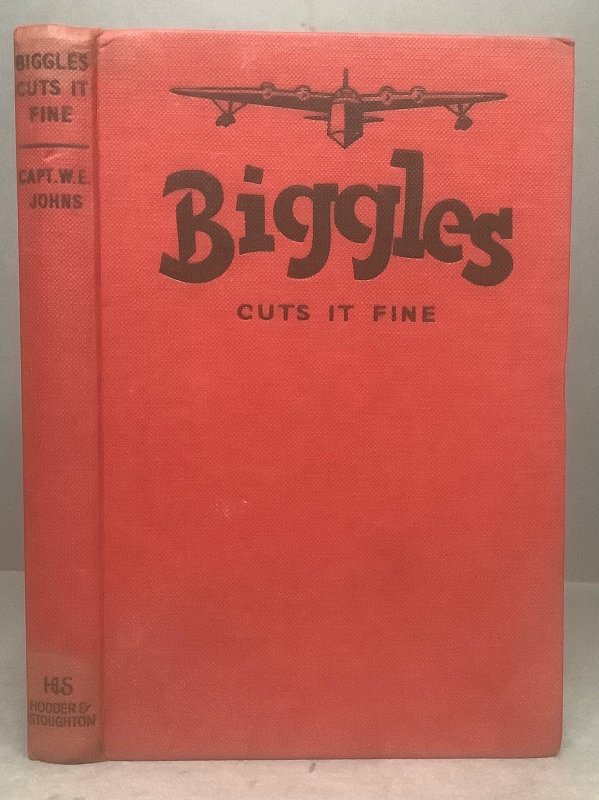 BIGGLES
CUTS IT
FINE
CAPT. W. E.
JOHNS
H&S
HODDER &
STOUGHTON
Biggles
CUTS IT FINE